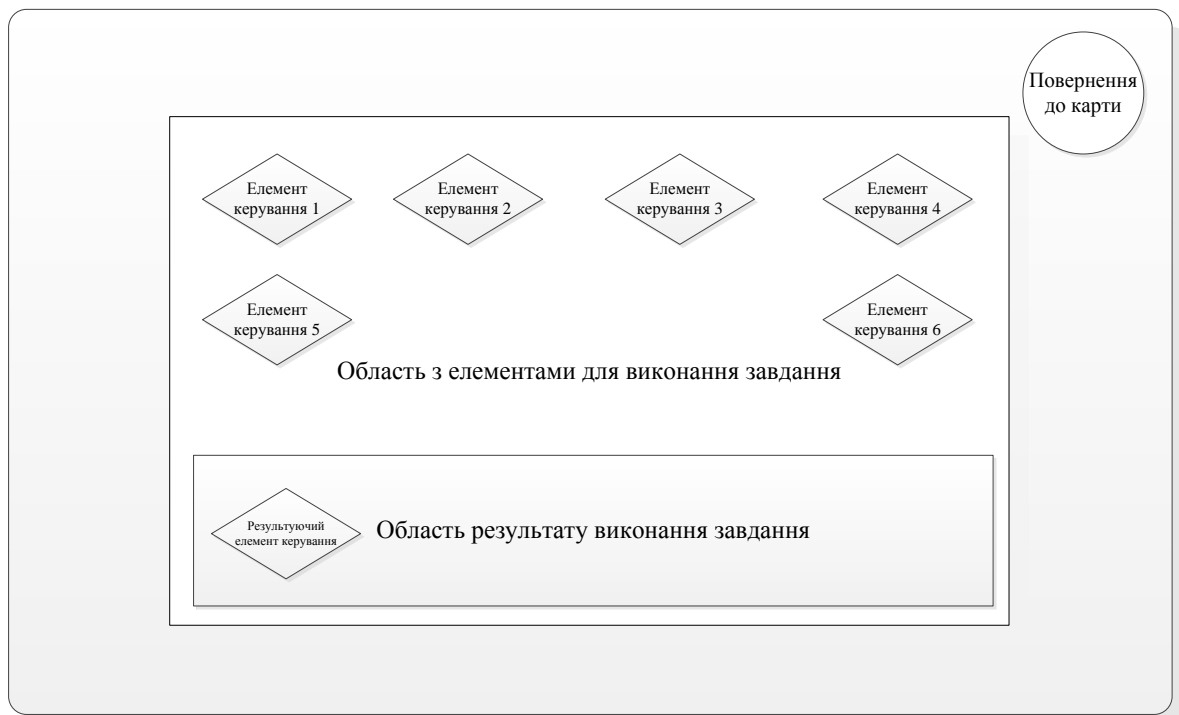 Повернення
до карти
Елемент
керування 1
Елемент
керування 2
Елемент
керування 3
Елемент
керування 4
Елемент
керування 5
Елемент
керування 6
Область з елементами для виконання завдання
Результуючий
елемент керування
Область результату виконання завдання